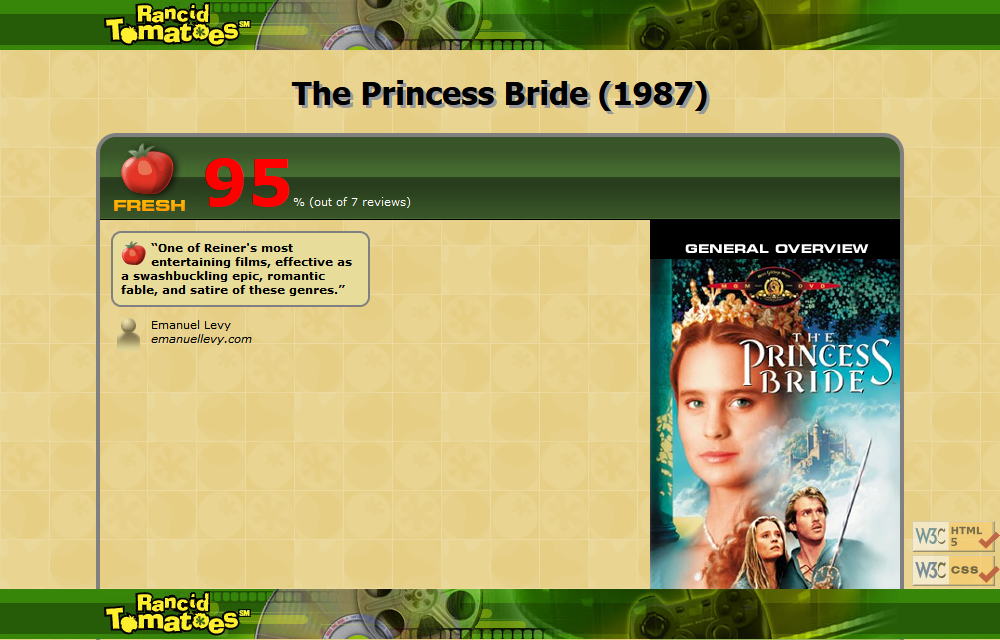 Rancid
TomatoesSM
The Princess Bride (1987)
FRESH
95% (out of 7 reviews)
“One of Reiner's most
entertaining films, effective as
a swashbuckling epic, romantic
fable, and satire of these genres.”
Emanuel Levy
emanuellevy.com
GENERAL OVERVIEW
MGM DVD
THE
PRINCESS
BRIDE
W3C HTML
5
W3C CSS
Rancid
TomatoesSM